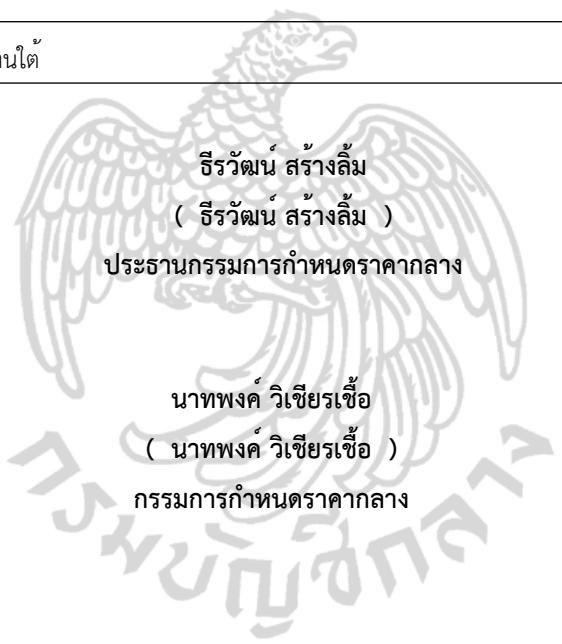 านใต้
ธีรวัฒน์ สร้างลิ้ม
( ธีรวัฒน์ สร้างลิ้ม )
ประธานกรรมการกำหนดราคากลาง
นาทพงค์ วิเชียรเชื้อ
( นาทพงค์ วิเชียรเชื้อ )
กรรมการกำหนดราคากลาง
กรมบัญชีกลาง